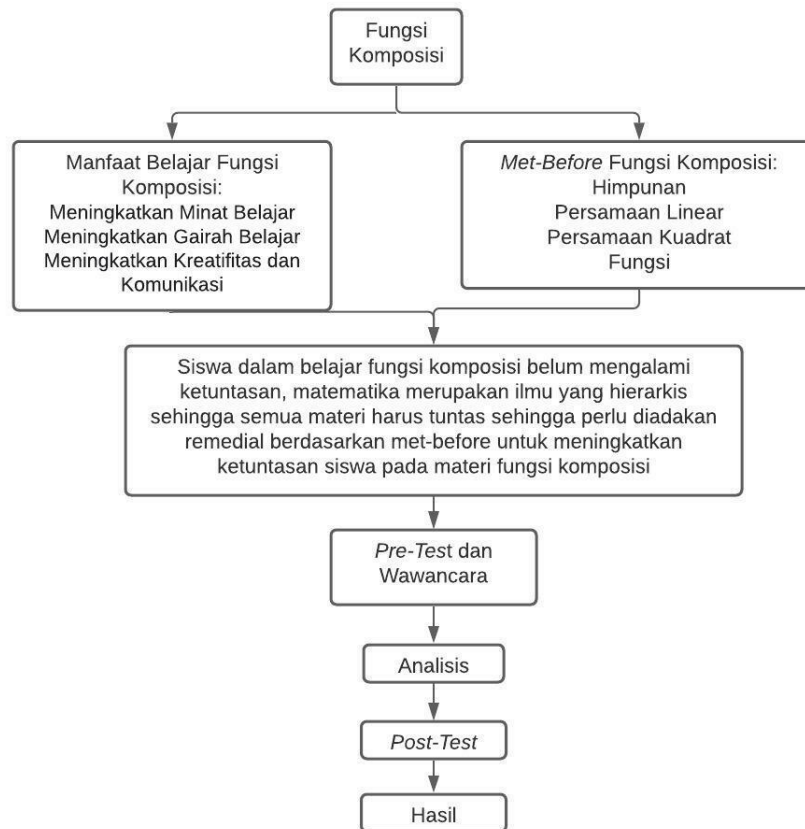 Fungsi
Komposisi
Manfaat Belajar Fungsi
Komposisi:
Meningkatkan Minat Belajar
Meningkatkan Gairah Belajar
Meningkatkan Kreatifitas dan
Komunikasi
Met-Before Fungsi Komposisi:
Himpunan
Persamaan Linear
Persamaan Kuadrat
Fungsi
Siswa dalam belajar fungsi komposisi belum mengalami
ketuntasan, matematika merupakan ilmu yang hierarkis
sehingga semua materi harus tuntas sehingga perlu diadakan
remedial berdasarkan met-before untuk meningkatkan
ketuntasan siswa pada materi fungsi komposisi
Pre-Test dan
Wawancara
Analisis
Post-Test
Hasil